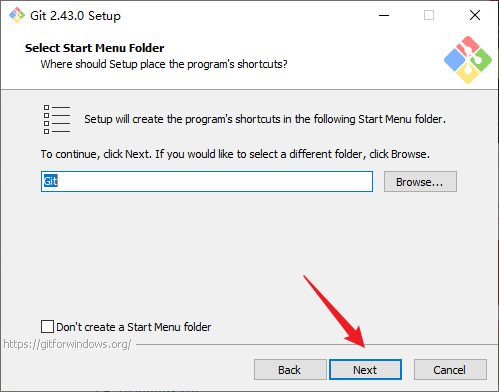 Git 2.43.0 Setup
Select Start Menu Folder
Where should Setup place the program's shortcuts?
Setup will create the program's shortcuts in the following Start Menu folder.
To continue, click Next. If you would like to select a different folder, click Browse.
Git
Browse...
Don't create a Start Menu folder
https://gitforwindows.org/
Back
Next
Cancel